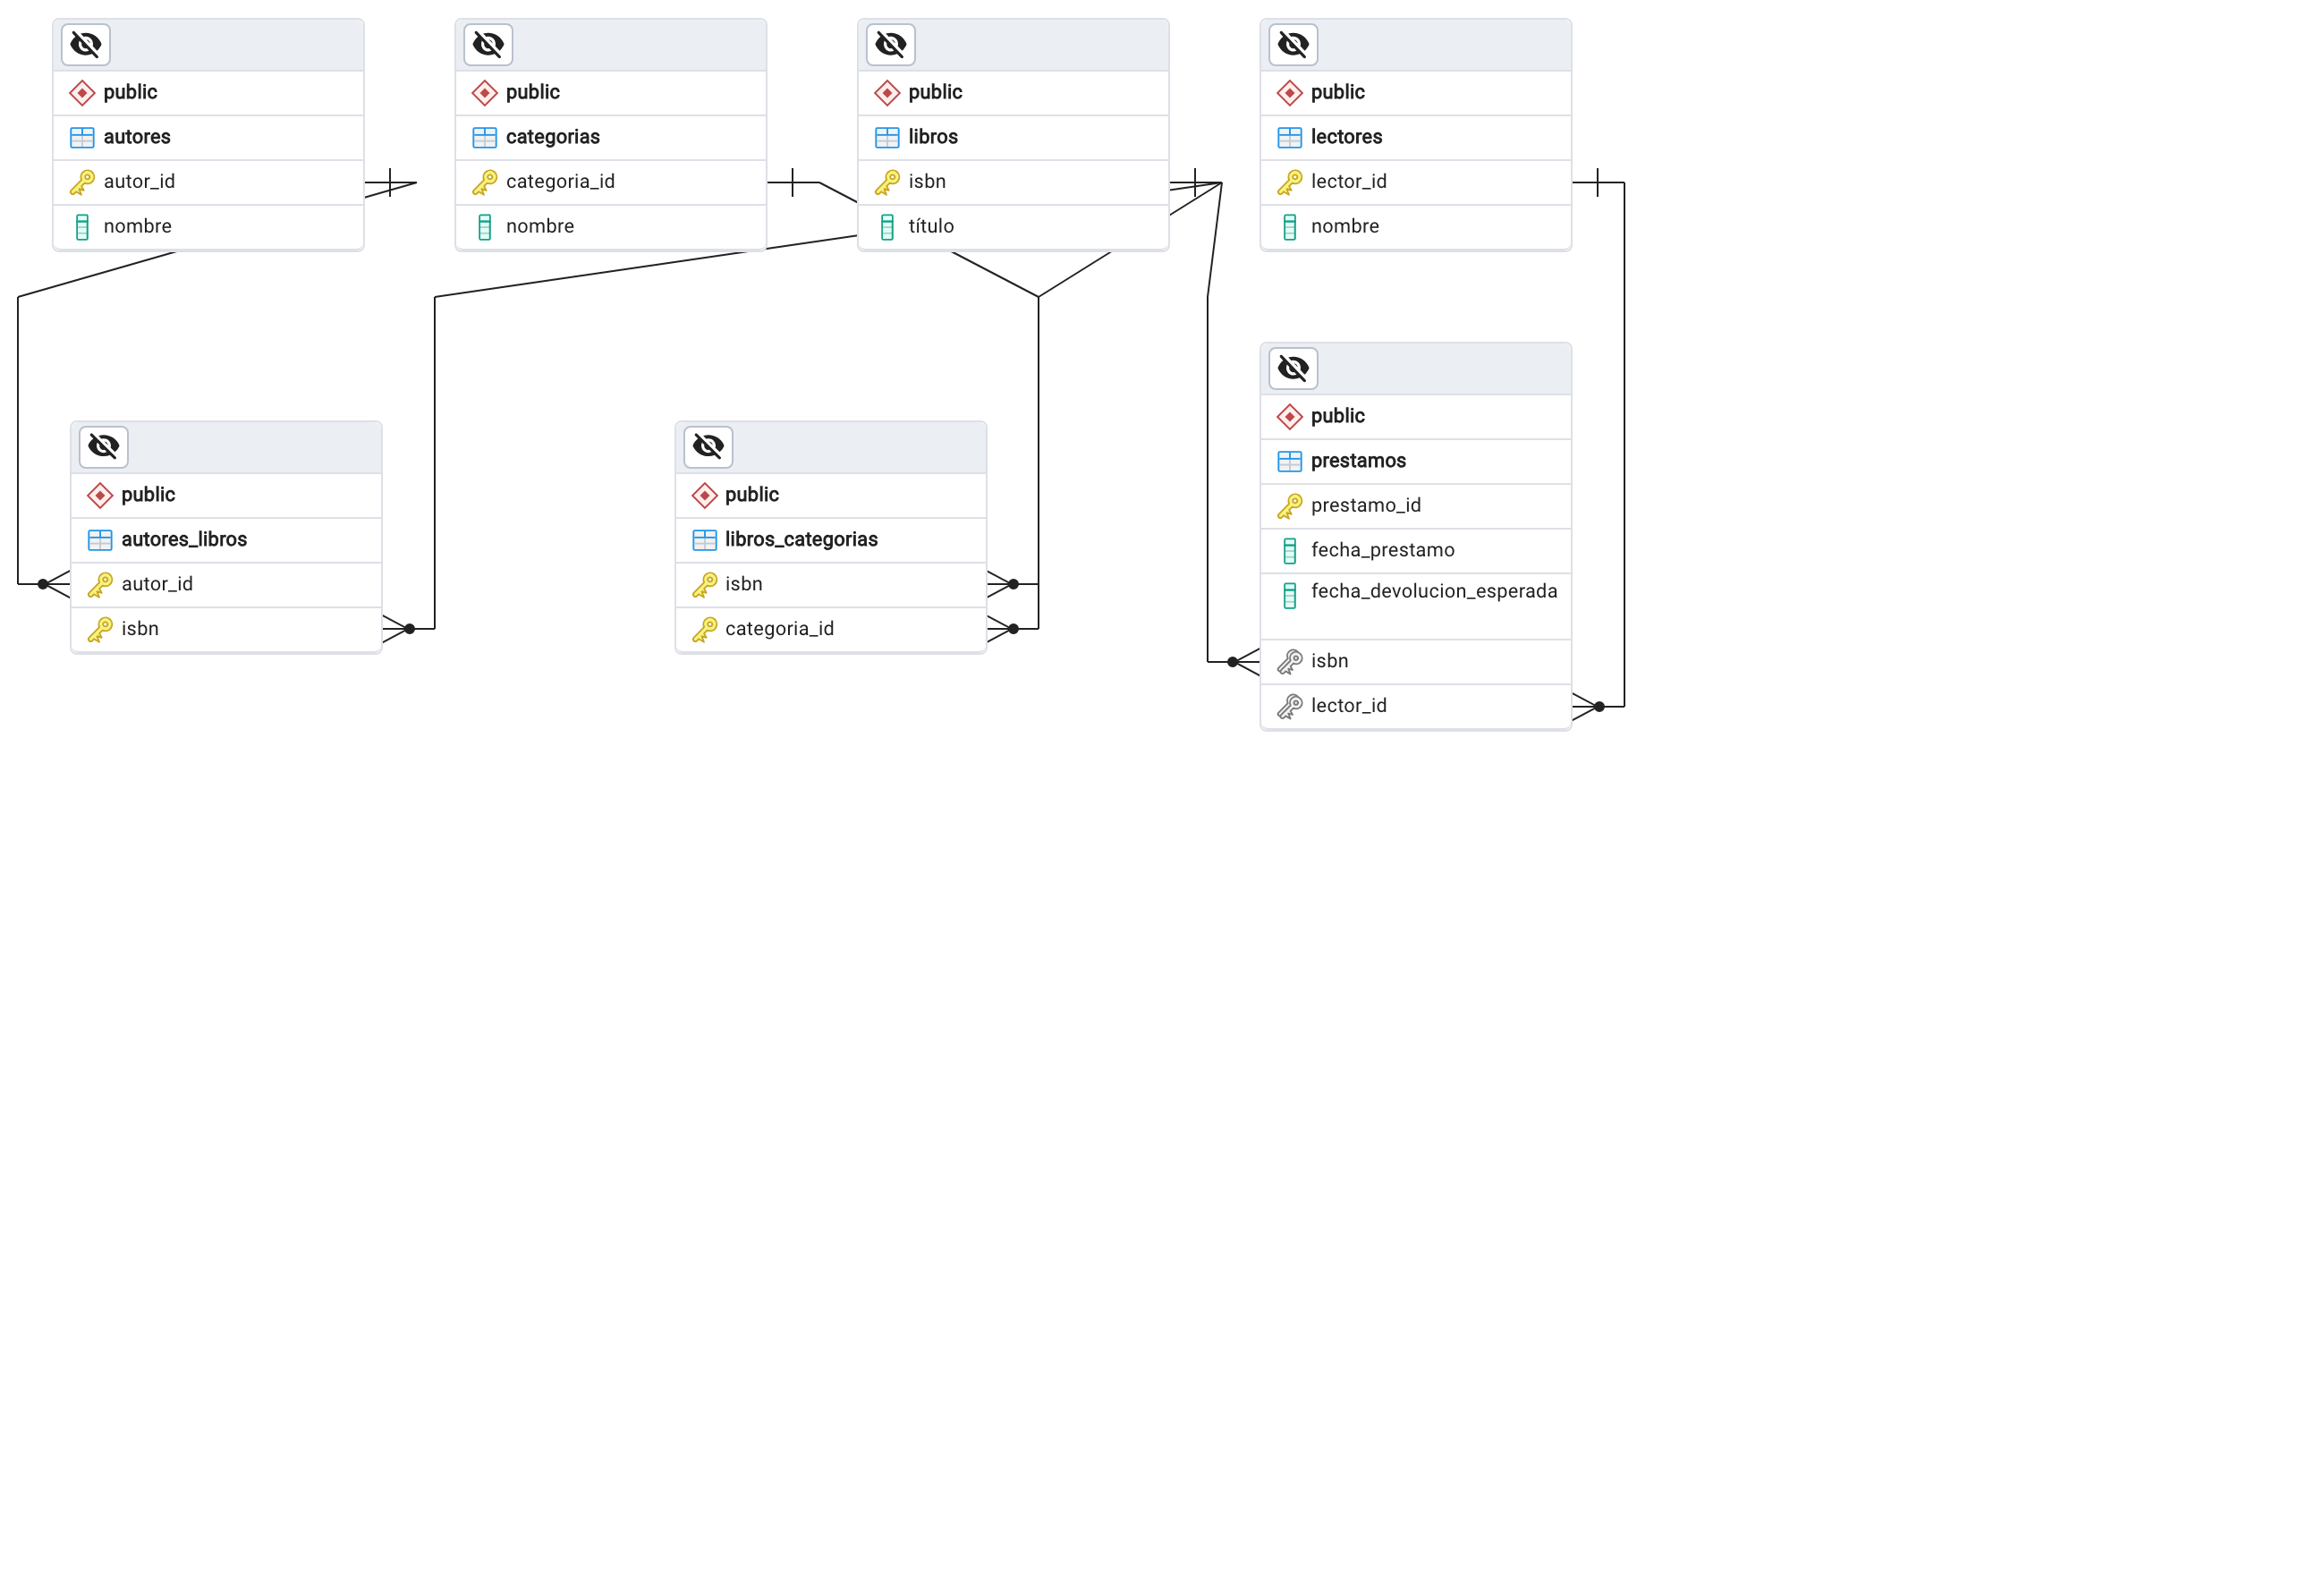 public
autores
autor_id
nombre
public
categorias
categoria_id
nombre
public
libros
isbn
título
public
lectores
lector_id
nombre
public
autores_libros
autor_id
isbn
public
libros_categorias
isbn
categoria_id
public
prestamos
prestamo_id
fecha_prestamo
fecha_devolucion_esperada
isbn
lector_id